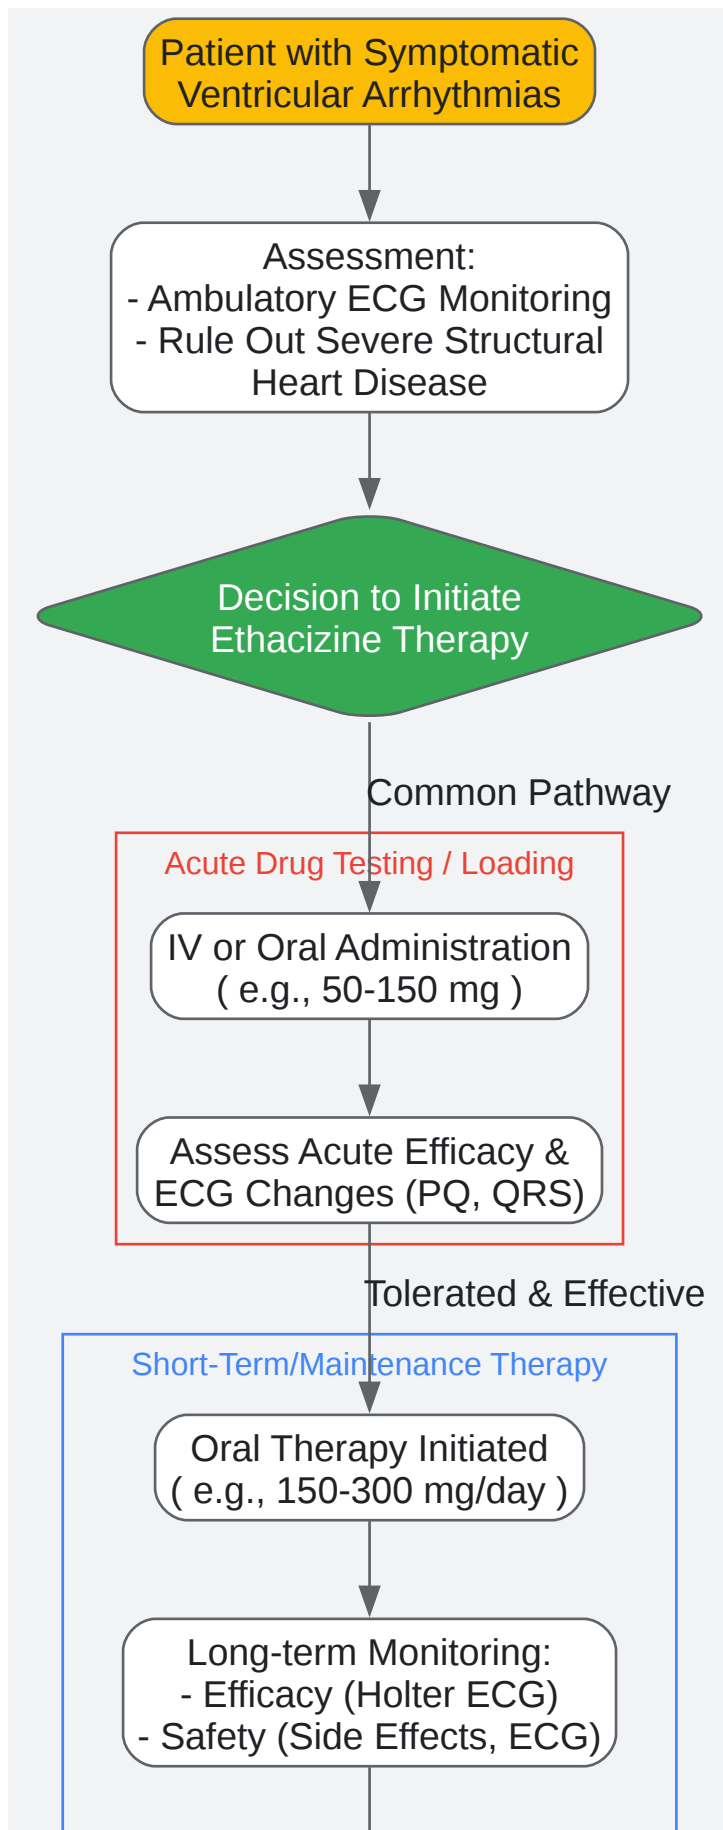 Patient with Symptomatic
Ventricular Arrhythmias
Assessment:
- Ambulatory ECG Monitoring
- Rule Out Severe Structural
Heart Disease
Decision to Initiate
Ethacizine Therapy
Common Pathway
Acute Drug Testing / Loading
IV or Oral Administration
( e.g., 50-150 mg )
Assess Acute Efficacy &
ECG Changes (PQ, QRS)
Tolerated & Effective
Short-Term/Maintenance Therapy
Oral Therapy Initiated
( e.g., 150-300 mg/day )
Long-term Monitoring:
- Efficacy (Holter ECG)
- Safety (Side Effects, ECG)